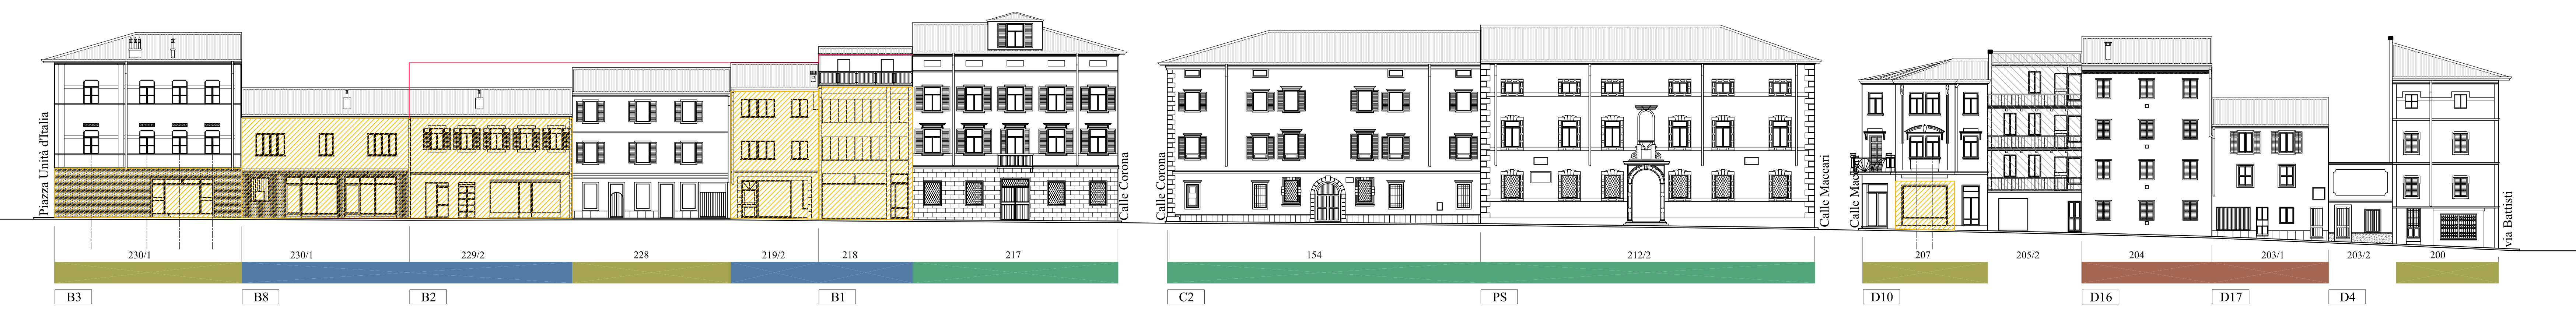 Piazza Unità d'Italia
Calle Corona
Calle Corona
Calle Maccari
Calle Maccari
via Battisti
230/1
230/1
229/2
228
219/2
218
217
154
212/2
207
205/2
204
203/1
203/2
200
B3
B8
B2
B1
C2
PS
D10
D16
D17
D4